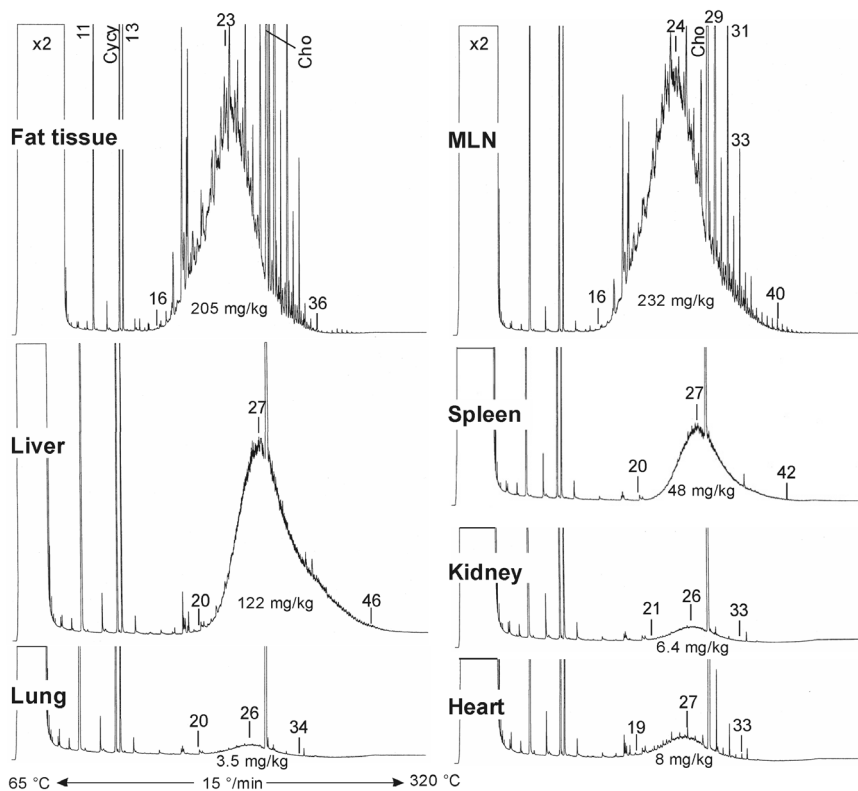 x2
11
Cycy
13
23
Cho
Fat tissue
16
205 mg/kg
36
x2
24
Cho
29
31
MLN
33
16
232 mg/kg
40
27
Liver
20
122 mg/kg
46
27
Spleen
20
48 mg/kg
42
Kidney
21
26
33
6.4 mg/kg
Lung
20
26
34
3.5 mg/kg
Heart
19
27
33
8 mg/kg
65 °C
15 °/min
320 °C